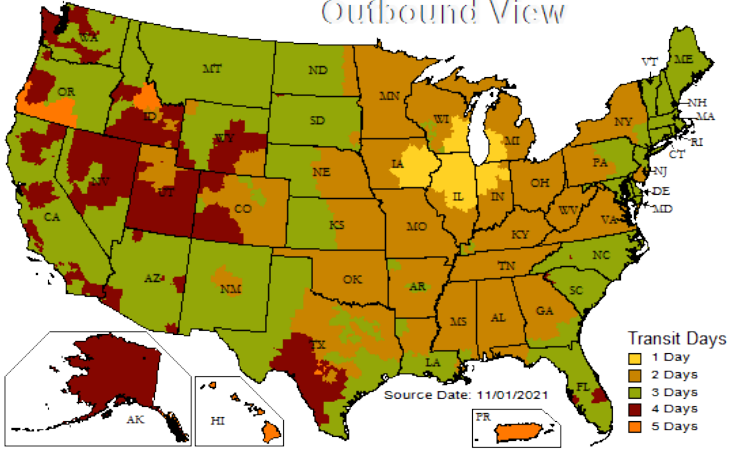 Outbound View
WA
MT
ND
VT
ME
OR
MN
NH
ID
SD
WI
NY
MA
WY
MI
RI
CT
IA
PA
NJ
NE
OH
NV
UT
IL
IN
DE
CO
WV
MD
CA
KS
MO
KY
VA
NC
TN
AZ
NM
OK
AR
SC
MS
AL
GA
TX
LA
Transit Days
1 Day
2 Days
3 Days
4 Days
5 Days
FL
Source Date: 11/01/2021
AK
HI
PR